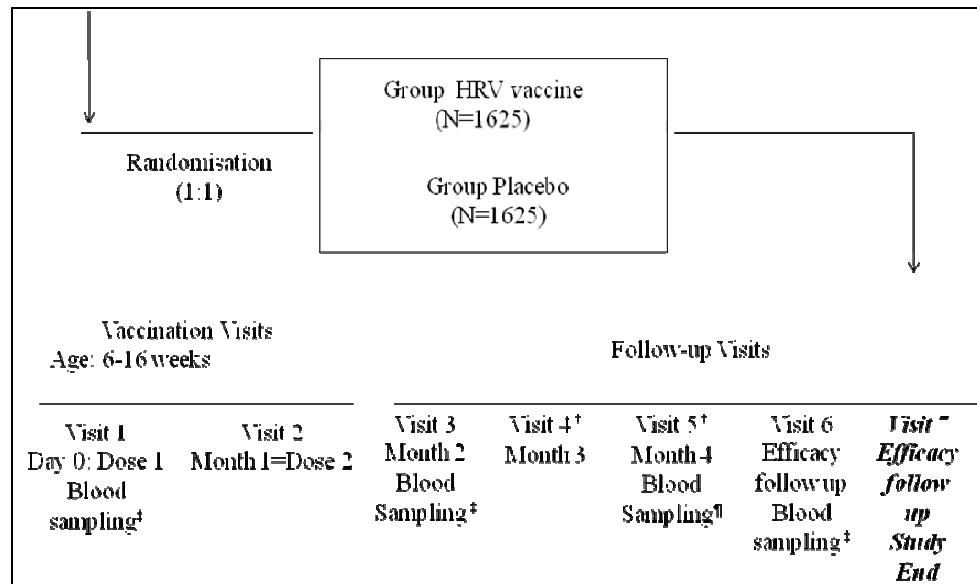 Group HRV vaccine
(N=1625)
Randomisation
(1:1)
Group Placebo
(N=1625)
Vaccination Visits
Age: 6-16 weeks
Follow-up Visits
Visit 1
Day 0: Dose 1
Blood
sampling‡
Visit 2
Month 1=Dose 2
Visit 3
Month 2
Blood
Sampling‡
Visit 4†
Month 3
Visit 5†
Month 4
Blood
Sampling¶
Visit 6
Efficacy
follow up
Blood
sampling‡
Visit
Efficacy
follow
up
Study
End